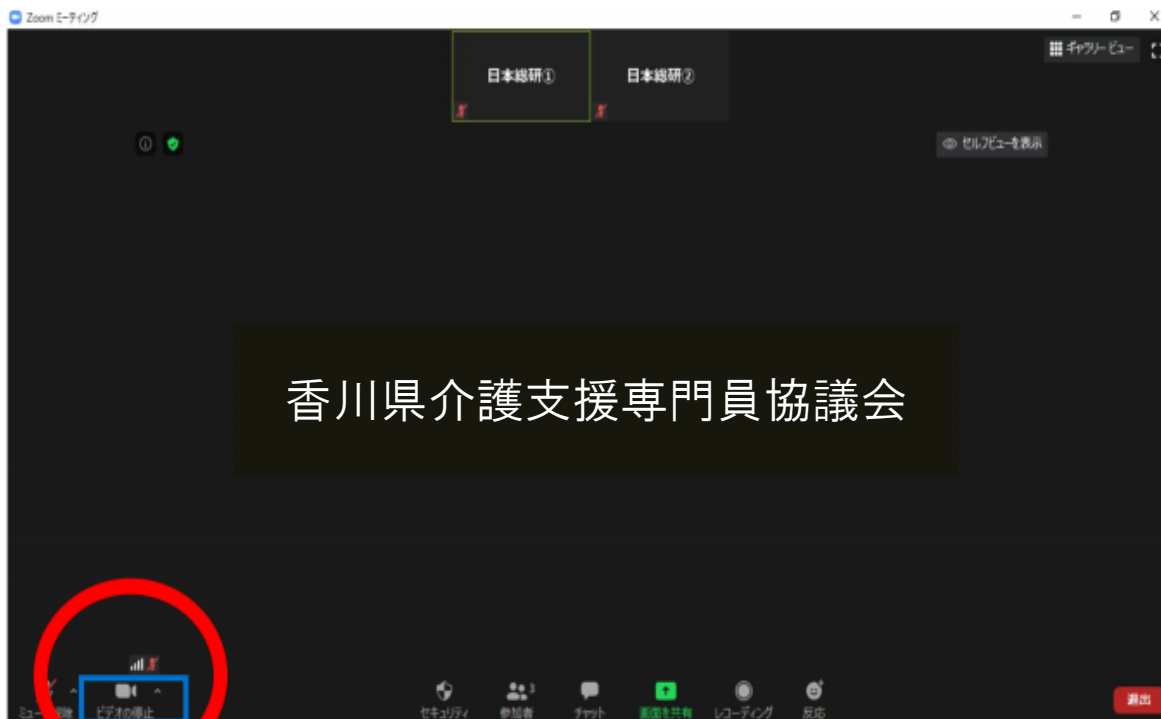 Zoom ミーティング
ギャラリー ビュー
日本総研①
日本総研②
セルフビューを表示
香川県介護支援専門員協議会
ビデオの停止
セキュリティ
参加者
3
チャット
画面を共有
レコーディング
反応
退出